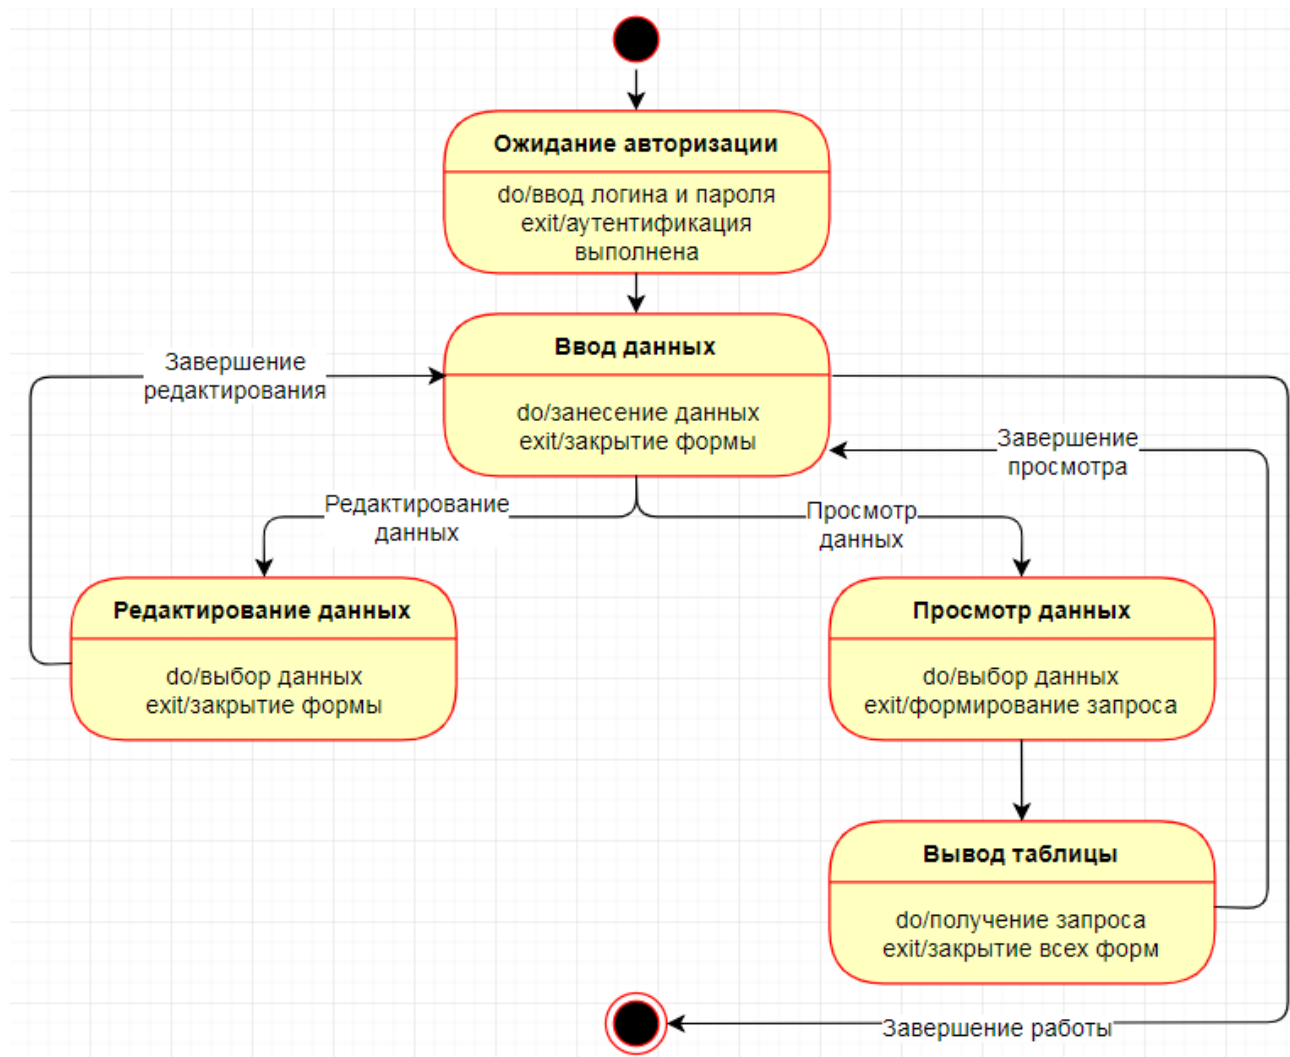 Ожидание авторизации
do/ввод логина и пароля
exit/аутентификация
выполнена
Ввод данных
do/занесение данных
exit/закрытие формы
Завершение
редактирования
Завершение
просмотра
Редактирование
данных
Просмотр
данных
Редактирование данных
do/выбор данных
exit/закрытие формы
Просмотр данных
do/выбор данных
exit/формирование запроса
Вывод таблицы
do/получение запроса
exit/закрытие всех форм
Завершение работы